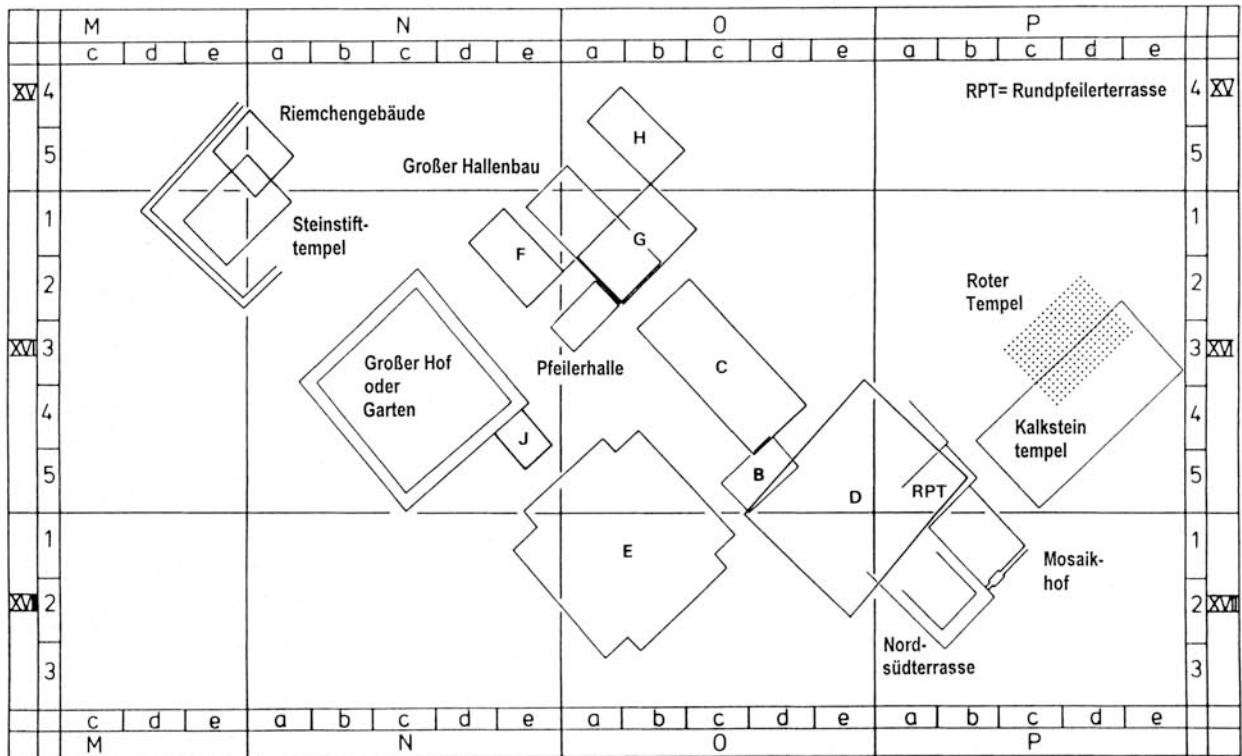 M N O P
c d e a b c d e a b c d e a b c d e
XV 4 4 XV
RPT= Rundpfeilerterrasse
Riemchengebäude
H
5 5
Großer Hallenbau
1 1
Steinstift-
tempel
G
F
2 2
Roter
Tempel
XVI 3 3 XVI
Großer Hof
oder
Garten
Pfeilerhalle
C
4 4
Kalkstein
tempel
J
5 5
B
D
RPT
1 1
E
Mosaik-
hof
XVII 2 2 XVII
Nord-
südterrasse
3 3
c d e a b c d e a b c d e a b c d e
M N O P